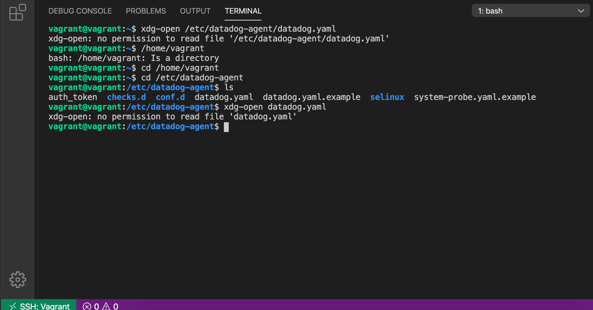 DEBUG CONSOLE PROBLEMS OUTPUT TERMINAL 1: bash
vagrant@vagrant:~$ xdg-open /etc/datadog-agent/datadog.yaml
xdg-open: no permission to read file '/etc/datadog-agent/datadog.yaml'
vagrant@vagrant:~$ /home/vagrant
bash: /home/vagrant: Is a directory
vagrant@vagrant:~$ cd /home/vagrant
vagrant@vagrant:~$ cd /etc/datadog-agent
vagrant@vagrant:/etc/datadog-agent$ ls
auth_token checks.d conf.d datadog.yaml datadog.yaml.example selinux system-probe.yaml.example
vagrant@vagrant:/etc/datadog-agent$ xdg-open datadog.yaml
xdg-open: no permission to read file 'datadog.yaml'
vagrant@vagrant:/etc/datadog-agent$
SSH: Vagrant 0 0